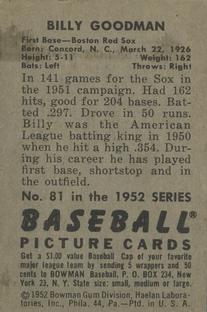 BILLY GOODMAN
First Base—Boston Red Sox
Born: Concord, N. C., March 22, 1926
Height: 5-11 Weight: 162
Bats: Left Throws: Right
In 141 games for the Sox in
the 1951 campaign. Had 162
hits, good for 204 bases. Bat-
ted .297. Drove in 50 runs.
Billy was the American
League batting king in 1950
when he hit a high .354. Dur-
ing his career he has played
first base, shortstop and in
the outfield.
No. 81 in the 1952 SERIES
BASEBALL®
PICTURE CARDS
Get a $1.00 value Baseball Cap of your favorite
major league team by sending 5 wrappers and 50
cents to BOWMAN Baseball, P. O. BOX 234, New
York 23, N. Y. State size, small, medium or large.
©1952 Bowman Gum Division, Haelan Labora-
tories, Inc., Phila. 44, Pa.—Ptd. in U. S. A.